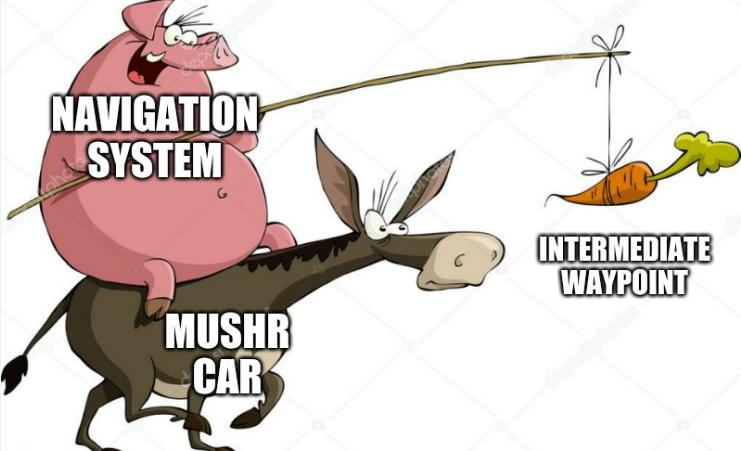 NAVIGATION
SYSTEM
INTERMEDIATE
WAYPOINT
MUSHR
CAR